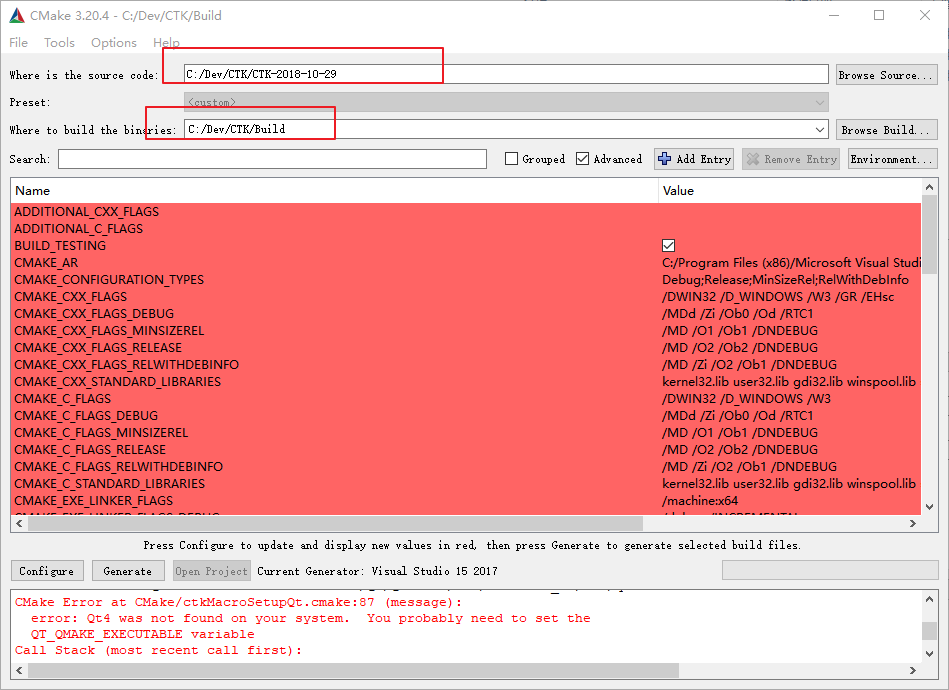 CMake 3.20.4 - C:/Dev/CTK/Build
File Tools Options Help
Where is the source code: C:/Dev/CTK/CTK-2018-10-29 Browse Source...
Preset: <custom>
Where to build the binaries: C:/Dev/CTK/Build Browse Build...
Search: Grouped Advanced Add Entry Remove Entry Environment...
Name Value
ADDITIONAL_CXX_FLAGS
ADDITIONAL_C_FLAGS
BUILD_TESTING
CMAKE_AR C:/Program Files (x86)/Microsoft Visual Studi
CMAKE_CONFIGURATION_TYPES Debug;Release;MinSizeRel;RelWithDebInfo
CMAKE_CXX_FLAGS /DWIN32 /D_WINDOWS /W3 /GR /EHsc
CMAKE_CXX_FLAGS_DEBUG /MDd /Zi /Ob0 /Od /RTC1
CMAKE_CXX_FLAGS_MINSIZEREL /MD /O1 /Ob1 /DNDEBUG
CMAKE_CXX_FLAGS_RELEASE /MD /O2 /Ob2 /DNDEBUG
CMAKE_CXX_FLAGS_RELWITHDEBINFO /MD /Zi /O2 /Ob1 /DNDEBUG
CMAKE_CXX_STANDARD_LIBRARIES kernel32.lib user32.lib gdi32.lib winspool.lib
CMAKE_C_FLAGS /DWIN32 /D_WINDOWS /W3
CMAKE_C_FLAGS_DEBUG /MDd /Zi /Ob0 /Od /RTC1
CMAKE_C_FLAGS_MINSIZEREL /MD /O1 /Ob1 /DNDEBUG
CMAKE_C_FLAGS_RELEASE /MD /O2 /Ob2 /DNDEBUG
CMAKE_C_FLAGS_RELWITHDEBINFO /MD /Zi /O2 /Ob1 /DNDEBUG
CMAKE_C_STANDARD_LIBRARIES kernel32.lib user32.lib gdi32.lib winspool.lib
CMAKE_EXE_LINKER_FLAGS /machine:x64
Press Configure to update and display new values in red, then press Generate to generate selected build files.
Configure Generate Open Project Current Generator: Visual Studio 15 2017
CMake Error at CMake/ctkMacroSetupQt.cmake:87 (message):
error: Qt4 was not found on your system. You probably need to set the
QT_QMAKE_EXECUTABLE variable
Call Stack (most recent call first):